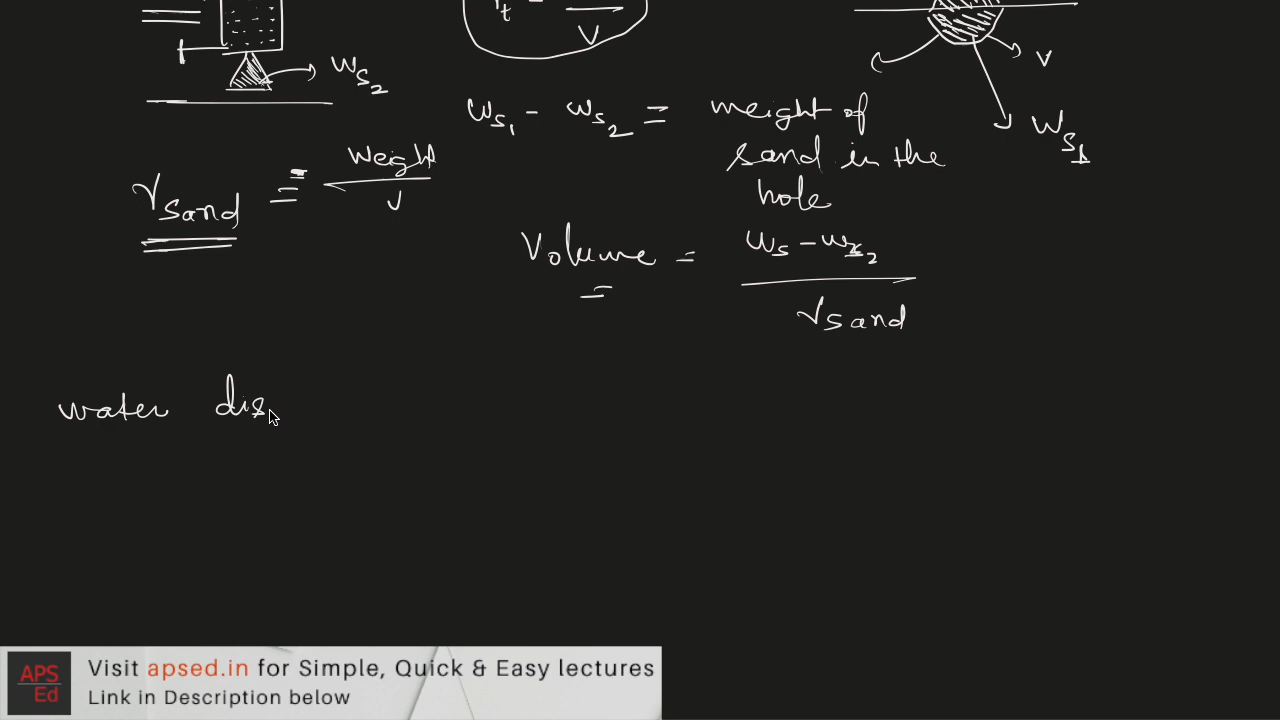 γt = V
V
Ws2
Ws1 - Ws2 = weight of
sand in the
hole
Ws1
γsand = Weight
V
Volume = Ws - Ws2
γsand
water dis
APS
Ed
Visit apsed.in for Simple, Quick & Easy lectures
Link in Description below